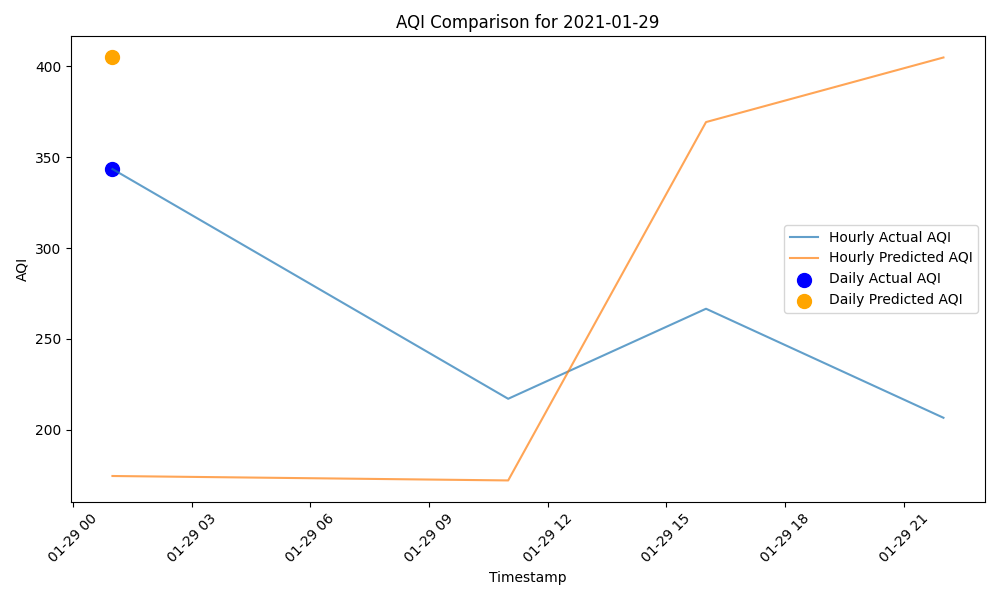 AQI Comparison for 2021-01-29
AQI
400
350
300
250
200
Hourly Actual AQI
Hourly Predicted AQI
Daily Actual AQI
Daily Predicted AQI
01-29 00
01-29 03
01-29 06
01-29 09
01-29 12
01-29 15
01-29 18
01-29 21
Timestamp